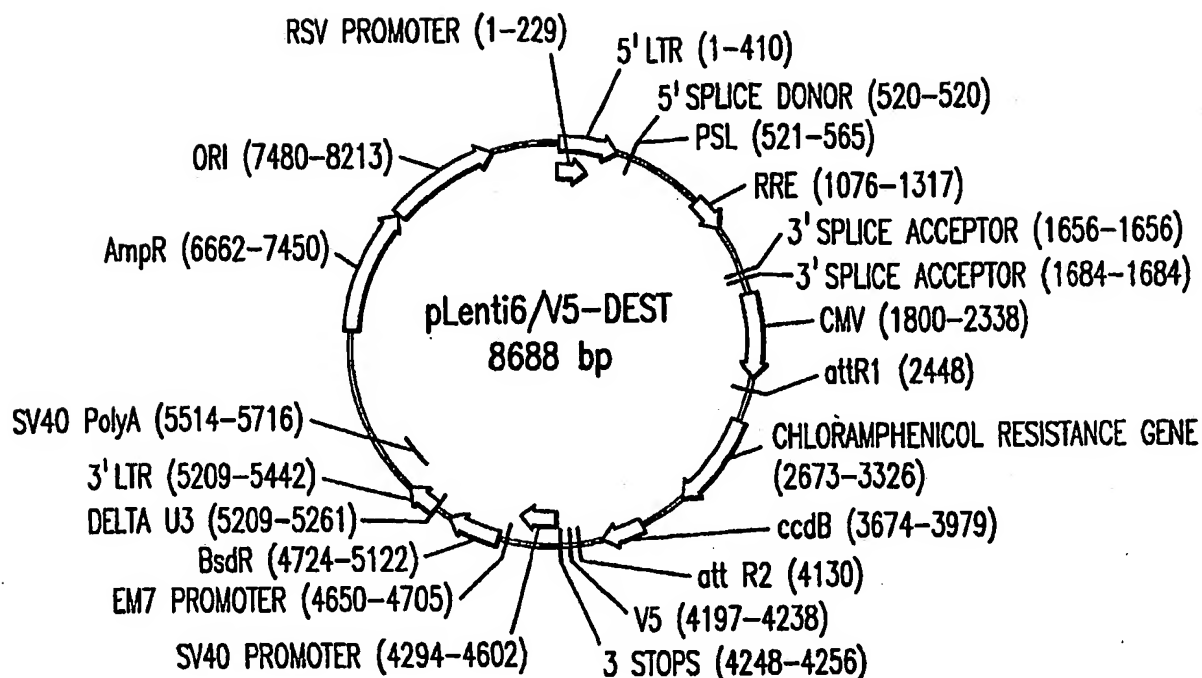 RSV PROMOTER (1-229)
5' LTR (1-410)
5' SPLICE DONOR (520-520)
PSL (521-565)
RRE (1076-1317)
3' SPLICE ACCEPTOR (1656-1656)
3' SPLICE ACCEPTOR (1684-1684)
CMV (1800-2338)
attR1 (2448)
CHLORAMPHENICOL RESISTANCE GENE
(2673-3326)
ccdB (3674-3979)
att R2 (4130)
V5 (4197-4238)
3 STOPS (4248-4256)
SV40 PROMOTER (4294-4602)
EM7 PROMOTER (4650-4705)
BsdR (4724-5122)
DELTA U3 (5209-5261)
3' LTR (5209-5442)
SV40 PolyA (5514-5716)
AmpR (6662-7450)
ORI (7480-8213)
pLenti6/V5-DEST
8688 bp